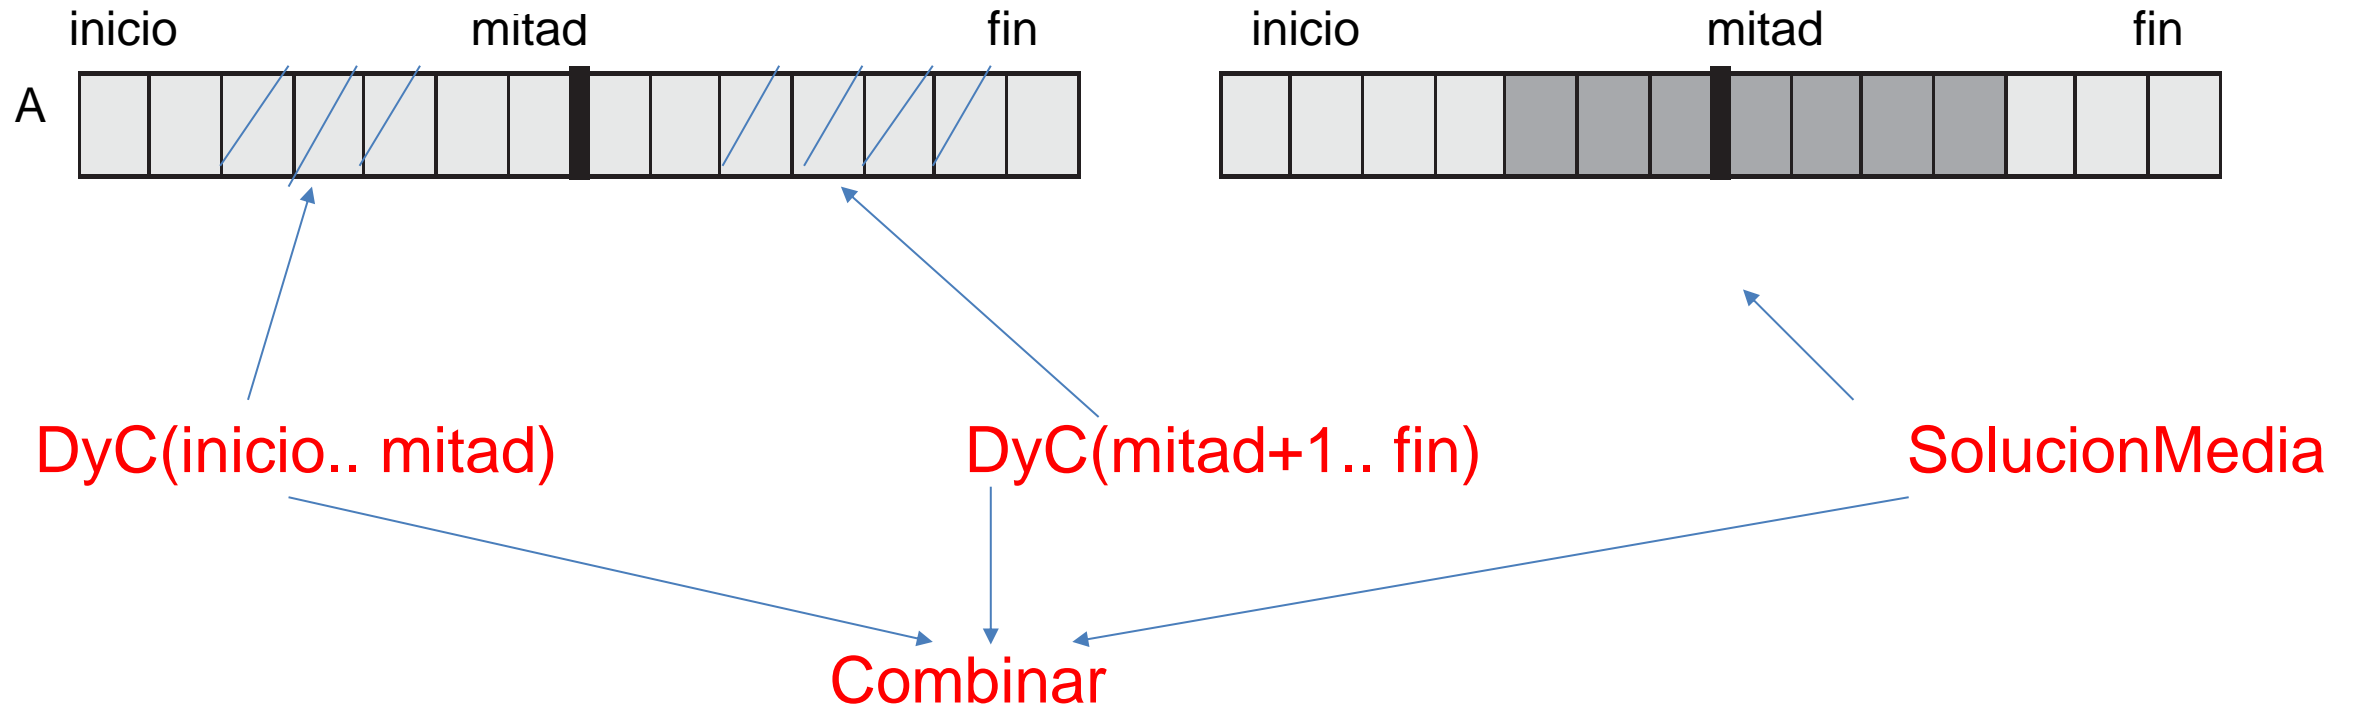 inicio mitad fin inicio mitad fin
A
DyC(inicio.. mitad) DyC(mitad+1.. fin) SolucionMedia
Combinar